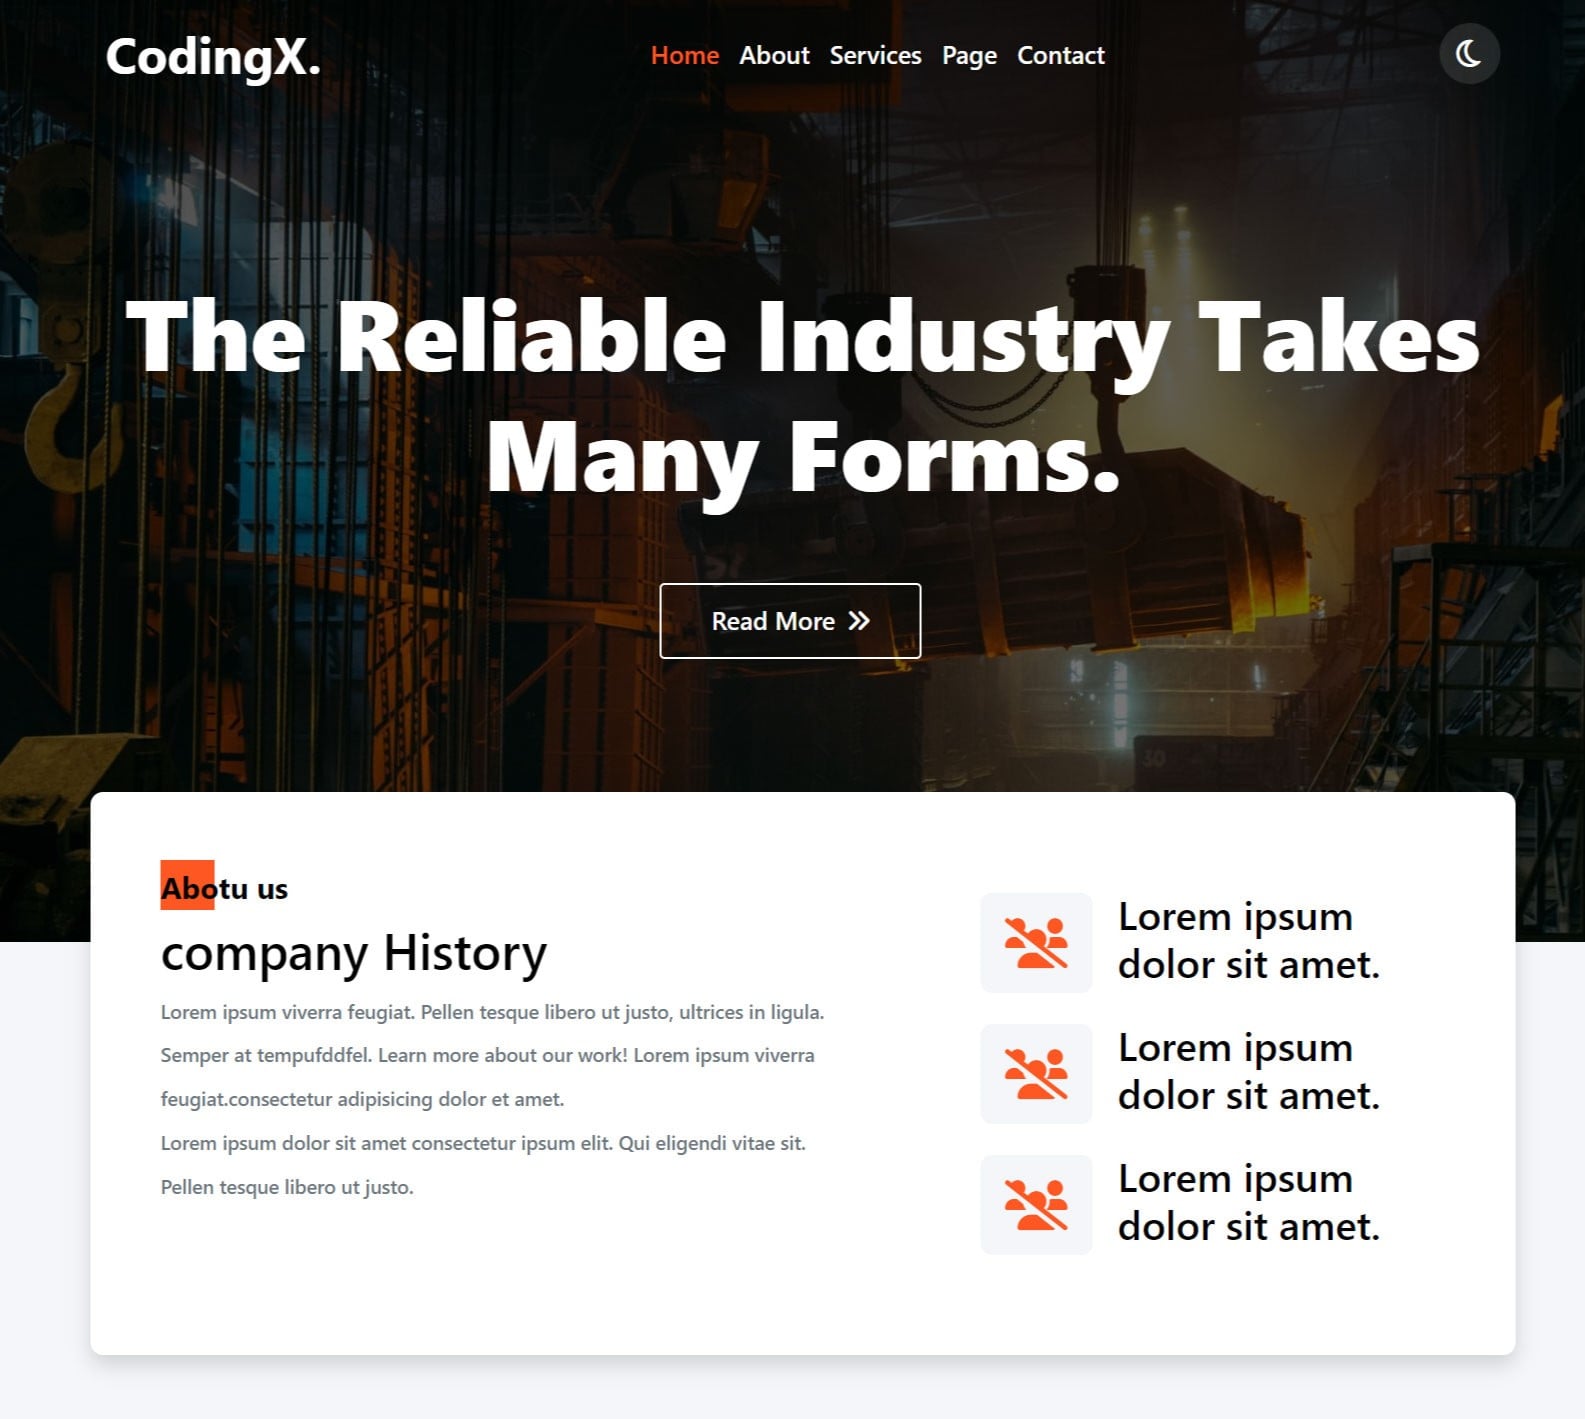 CodingX.
Home About Services Page Contact
The Reliable Industry Takes
Many Forms.
Read More
30
Abotu us
company History
Lorem ipsum viverra feugiat. Pellen tesque libero ut justo, ultrices in ligula.
Semper at tempufddfel. Learn more about our work! Lorem ipsum viverra
feugiat.consectetur adipisicing dolor et amet.
Lorem ipsum dolor sit amet consectetur ipsum elit. Qui eligendi vitae sit.
Pellen tesque libero ut justo.
Lorem ipsum
dolor sit amet.
Lorem ipsum
dolor sit amet.
Lorem ipsum
dolor sit amet.